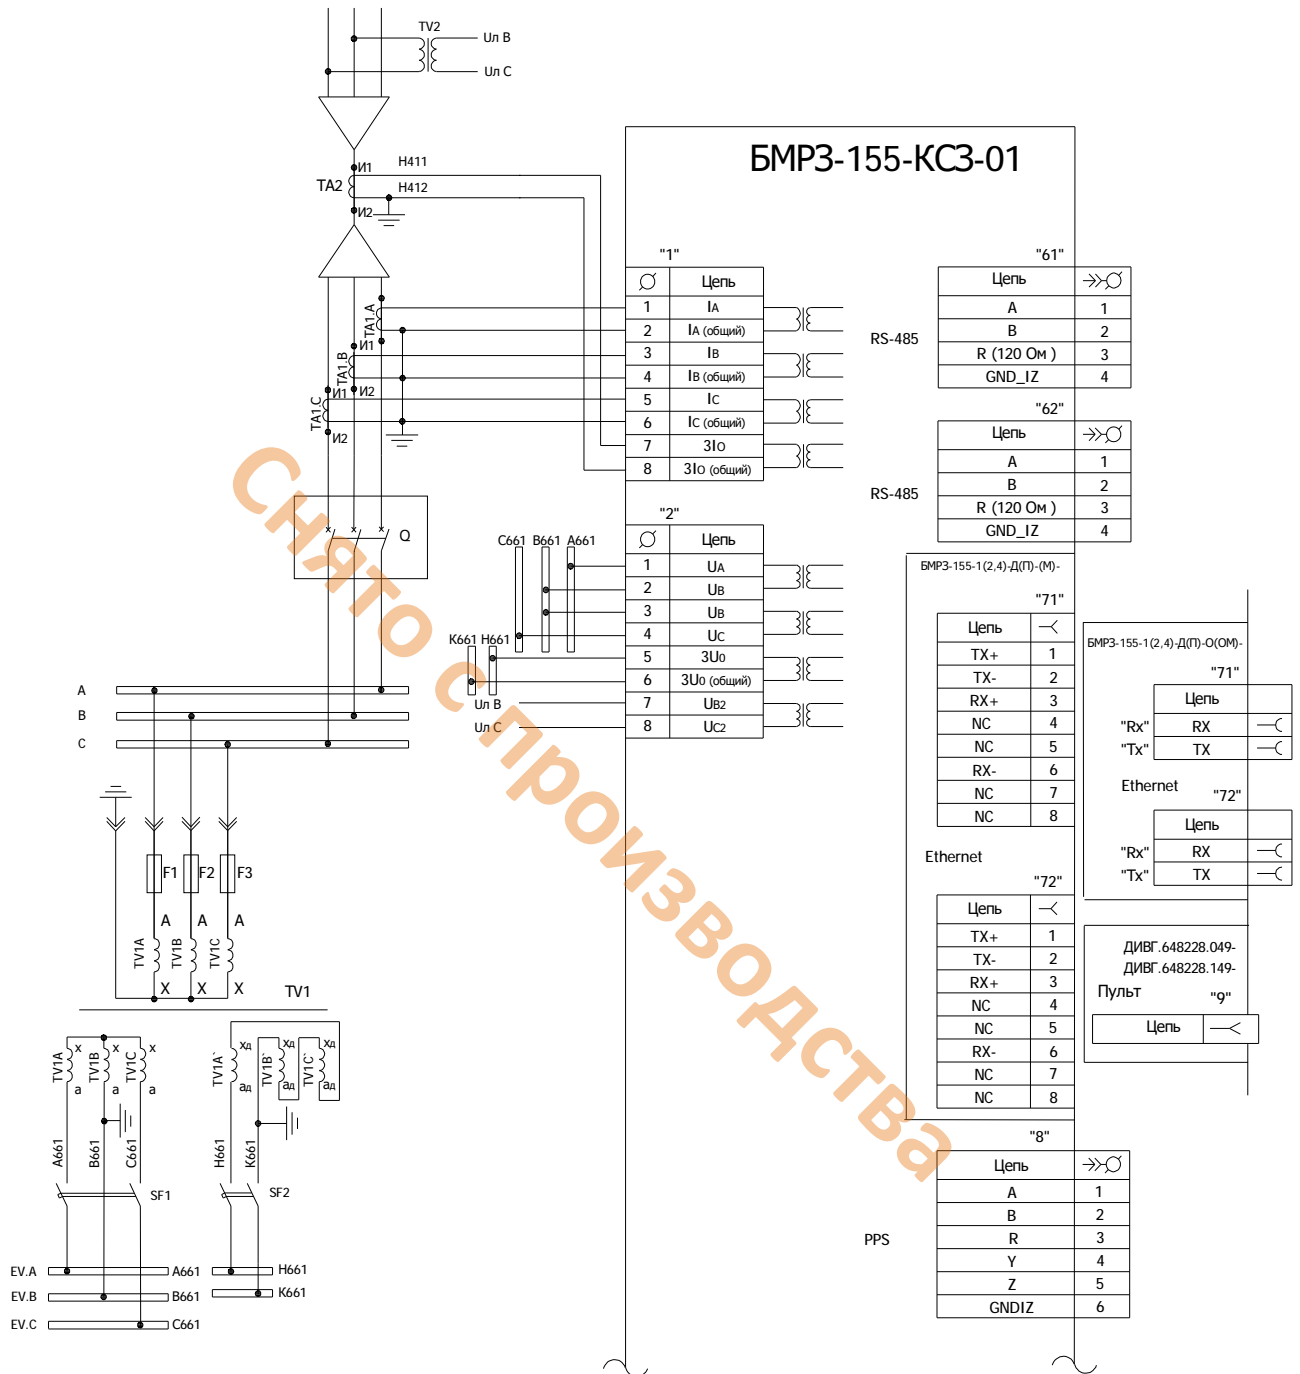 TV2
Uл B
Uл C
БМРЗ-155-КСЗ-01
И1
H411
TA2
H412
И2
TA1.A
И1
TA1.B
И2
И1
TA1.C
И2
Q
"1"
Цепь
1 IA
2 IA (общий)
3 IB
4 IB (общий)
5 IC
6 IC (общий)
7 3IO
8 3IO (общий)
"2"
Цепь
1 UA
2 UB
3 UB
4 UC
5 3U0
6 3U0 (общий)
7 UB2
8 UC2
C661 B661 A661
K661 H661
Uл B
Uл C
RS-485
"61"
Цепь
A 1
B 2
R (120 Ом) 3
GND_IZ 4
RS-485
"62"
Цепь
A 1
B 2
R (120 Ом) 3
GND_IZ 4
БМРЗ-155-1(2,4)-Д(П)-(М)-
"71"
Цепь
TX+ 1
TX- 2
RX+ 3
NC 4
NC 5
RX- 6
NC 7
NC 8
Ethernet
"72"
Цепь
TX+ 1
TX- 2
RX+ 3
NC 4
NC 5
RX- 6
NC 7
NC 8
БМРЗ-155-1(2,4)-Д(П)-О(ОМ)-
"71"
Цепь
"Rx" RX
"Tx" TX
Ethernet
"72"
Цепь
"Rx" RX
"Tx" TX
ДИВГ.648228.049-
ДИВГ.648228.149-
Пульт
"9"
Цепь
PPS
"8"
Цепь
A 1
B 2
R 3
Y 4
Z 5
GNDIZ 6
A
B
C
F1 F2 F3
A A A
TV1A TV1B TV1C
X X X
TV1
TV1A TV1B TV1C
x x x
a a a
TV1A` TV1B` TV1C`
xд xд xд
aд aд aд
A661 B661 C661
H661 K661
SF1
SF2
EV.A A661
EV.B B661
EV.C C661
H661
K661
Снято с производства